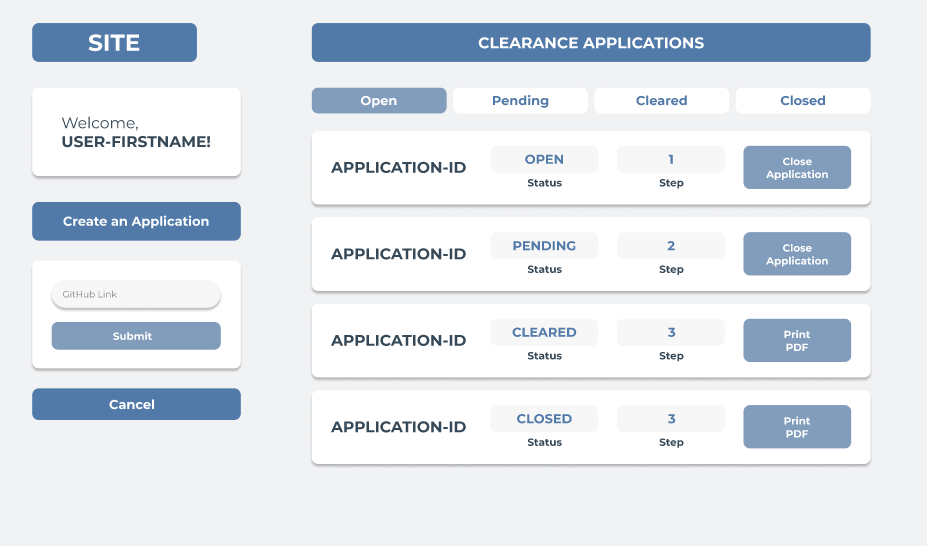 SITE
CLEARANCE APPLICATIONS
Welcome,
USER-FIRSTNAME!
Create an Application
GitHub Link
Submit
Cancel
Open
Pending
Cleared
Closed
APPLICATION-ID
OPEN
Status
1
Step
Close
Application
APPLICATION-ID
PENDING
Status
2
Step
Close
Application
APPLICATION-ID
CLEARED
Status
3
Step
Print
PDF
APPLICATION-ID
CLOSED
Status
3
Step
Print
PDF